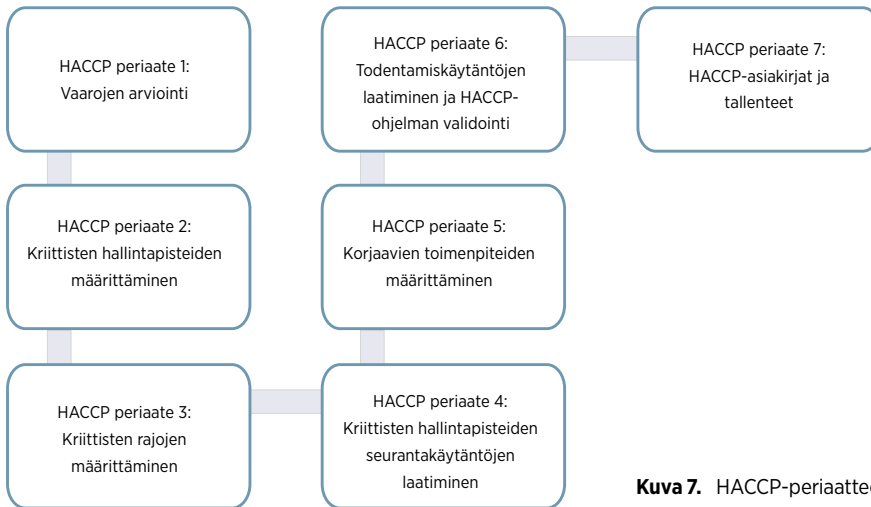 HACCP periaate 1:
Vaarojen arviointi
HACCP periaate 2:
Kriittisten hallintapisteiden
määrittäminen
HACCP periaate 3:
Kriittisten rajojen
määrittäminen
HACCP periaate 4:
Kriittisten hallintapisteiden
seurantakäytäntöjen
laatiminen
HACCP periaate 5:
Korjaavien toimenpiteiden
määrittäminen
HACCP periaate 6:
Todentamiskäytäntöjen
laatiminen ja HACCP-
ohjelman validointi
HACCP periaate 7:
HACCP-asiakirjat ja
tallenteet
Kuva 7. HACCP-periaattee